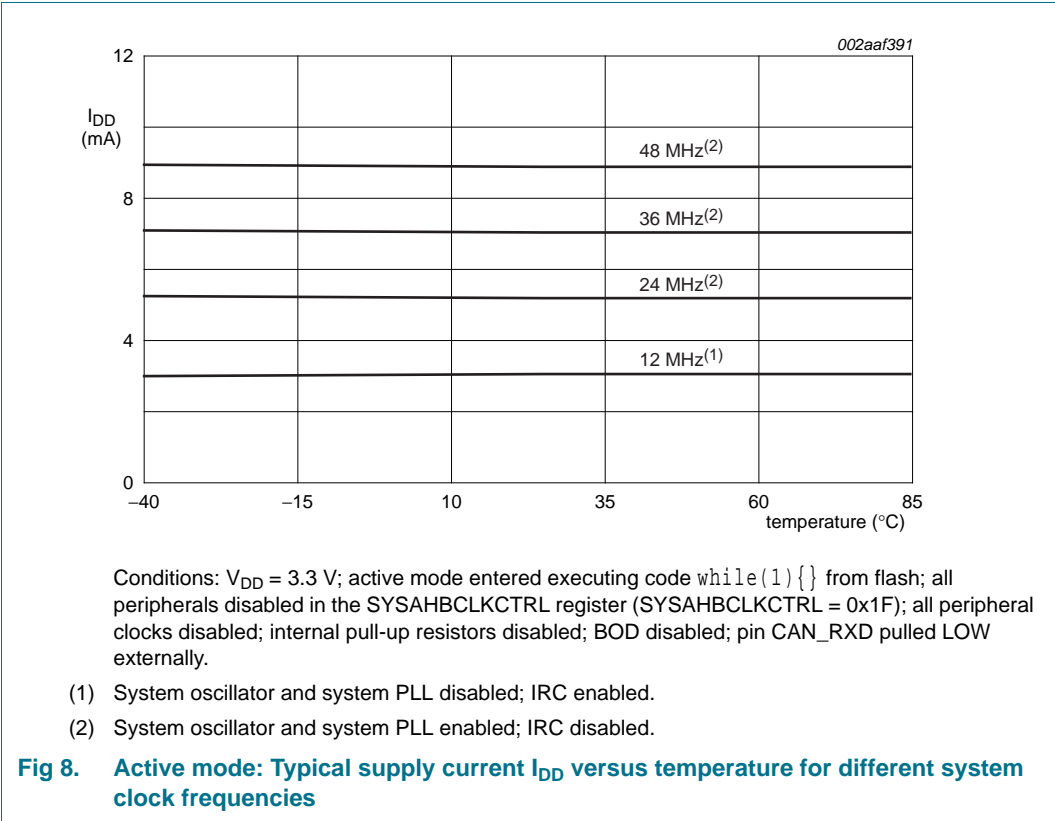 002aaf391
12
I_DD
(mA)
48 MHz(2)
8
36 MHz(2)
24 MHz(2)
4
12 MHz(1)
0
−40
−15
10
35
60
85
temperature (°C)
Conditions: V_DD = 3.3 V; active mode entered executing code while(1){} from flash; all
peripherals disabled in the SYSAHBCLKCTRL register (SYSAHBCLKCTRL = 0x1F); all peripheral
clocks disabled; internal pull-up resistors disabled; BOD disabled; pin CAN_RXD pulled LOW
externally.
(1) System oscillator and system PLL disabled; IRC enabled.
(2) System oscillator and system PLL enabled; IRC disabled.
Fig 8. Active mode: Typical supply current I_DD versus temperature for different system
clock frequencies